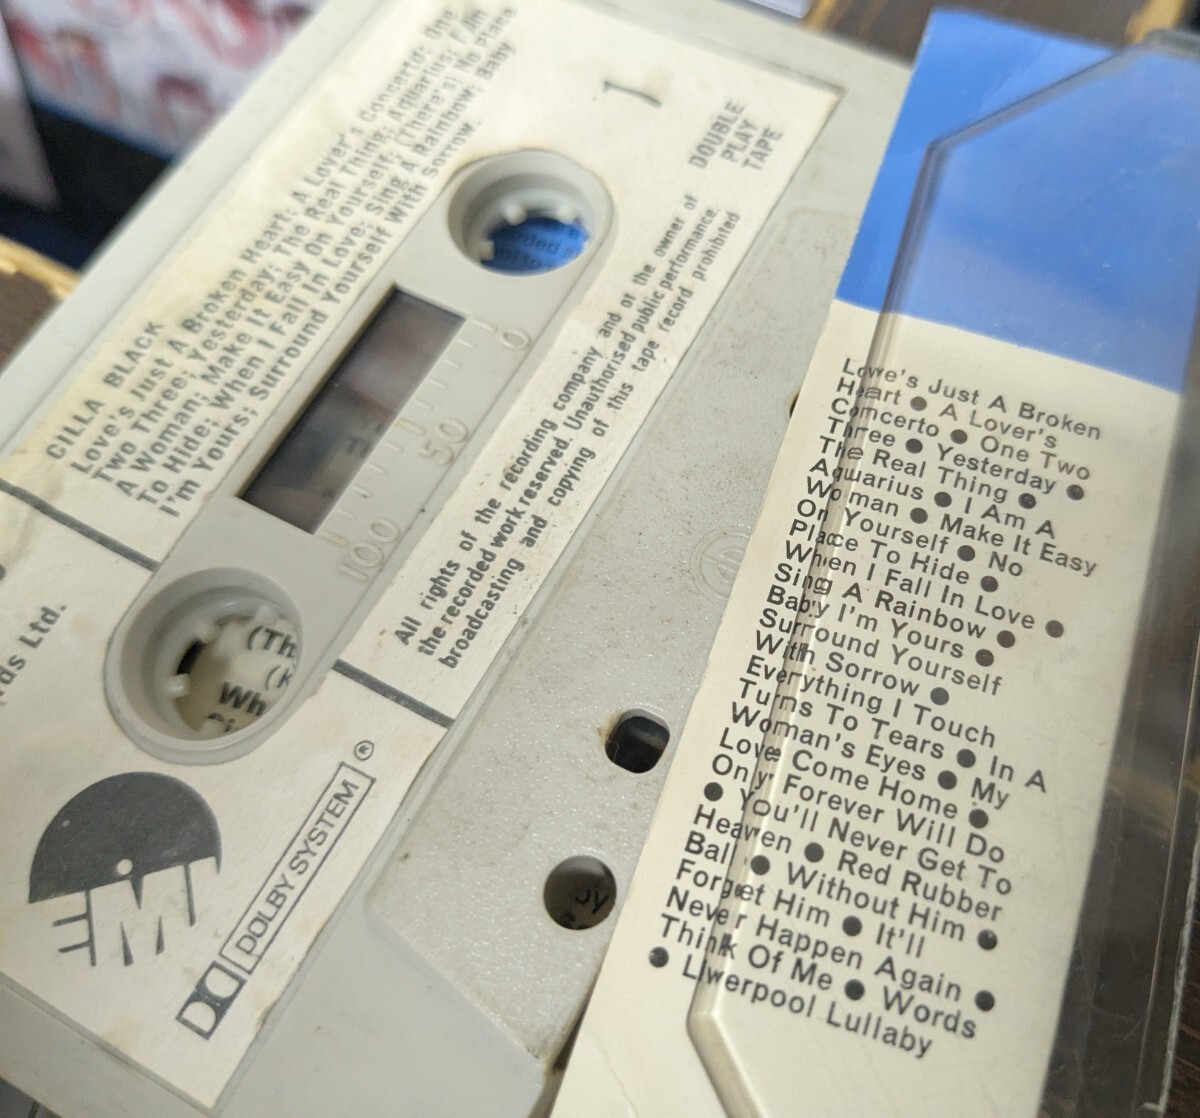 CILLA BLACK
Love's Just A Broken Heart; A Lover's Concerto; One
Two Three; Yesterday; The Real Thing; Aquarius; I Am
A Woman; Make It Easy On Yourself; (There's) No Place
To Hide; When I Fall In Love; Sing A Rainbow; Baby
I'm Yours; Surround Yourself With Sorrow.
1
DOUBLE
PLAY
TAPE
0
50
100
All rights of the recording company and of the owner of
the recorded work reserved. Unauthorised public performance,
broadcasting and copying of this tape record prohibited
Ltd.
(Th
(K
Wh
DOLBY SYSTEM ®
Love's Just A Broken
Heart ● A Lover's
Comcerto ● One Two
Three ● Yesterday ●
The Real Thing ●
Aquarius ● I Am A
Woman ● Make It Easy
On Yourself ● No
Place To Hide ●
When I Fall In Love ●
Sing A Rainbow ●
Baby I'm Yours ●
Surround Yourself
With Sorrow ●
Everything I Touch
Turns To Tears ● In A
Woman's Eyes ● My
Love Come Home ●
Only Forever Will Do
● You'll Never Get To
Heaven ● Red Rubber
Ball ● Without Him ●
Forget Him ● It'll
Never Happen Again ●
Think Of Me ● Words
● Liverpool Lullaby